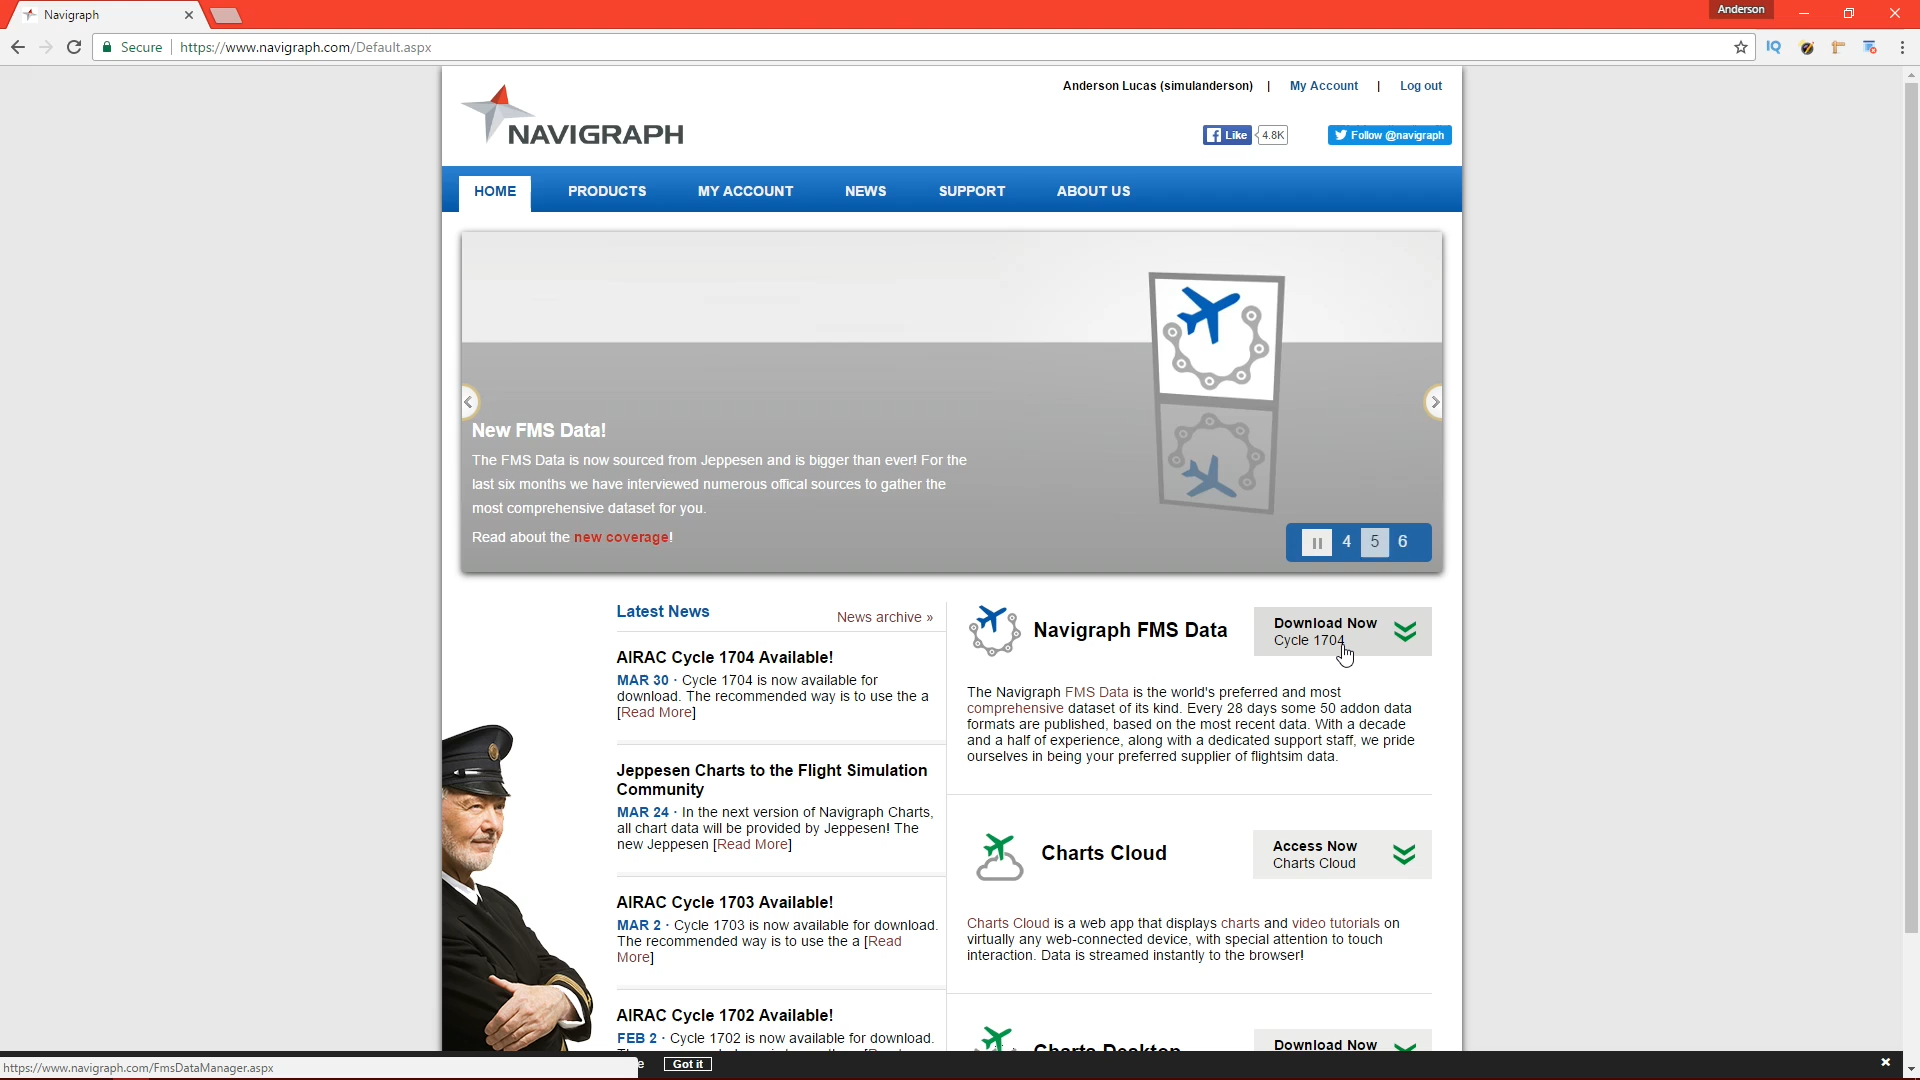 Navigraph
Anderson
Secure
https://www.navigraph.com/Default.aspx
IQ
NAVIGRAPH
Anderson Lucas (simulanderson) | My Account | Log out
Like 4.8K
Follow @navigraph
HOME PRODUCTS MY ACCOUNT NEWS SUPPORT ABOUT US
New FMS Data!
The FMS Data is now sourced from Jeppesen and is bigger than ever! For the
last six months we have interviewed numerous offical sources to gather the
most comprehensive dataset for you.
Read about the new coverage!
4 5 6
Latest News
News archive »
AIRAC Cycle 1704 Available!
MAR 30 · Cycle 1704 is now available for
download. The recommended way is to use the a
[Read More]
Jeppesen Charts to the Flight Simulation
Community
MAR 24 · In the next version of Navigraph Charts,
all chart data will be provided by Jeppesen! The
new Jeppesen [Read More]
AIRAC Cycle 1703 Available!
MAR 2 · Cycle 1703 is now available for download.
The recommended way is to use the a [Read
More]
AIRAC Cycle 1702 Available!
FEB 2 · Cycle 1702 is now available for download.
Navigraph FMS Data
Download Now
Cycle 1704
The Navigraph FMS Data is the world's preferred and most
comprehensive dataset of its kind. Every 28 days some 50 addon data
formats are published, based on the most recent data. With a decade
and a half of experience, along with a dedicated support staff, we pride
ourselves in being your preferred supplier of flightsim data.
Charts Cloud
Access Now
Charts Cloud
Charts Cloud is a web app that displays charts and video tutorials on
virtually any web-connected device, with special attention to touch
interaction. Data is streamed instantly to the browser!
Charts Desktop
Download Now
https://www.navigraph.com/FmsDataManager.aspx
e
Got it